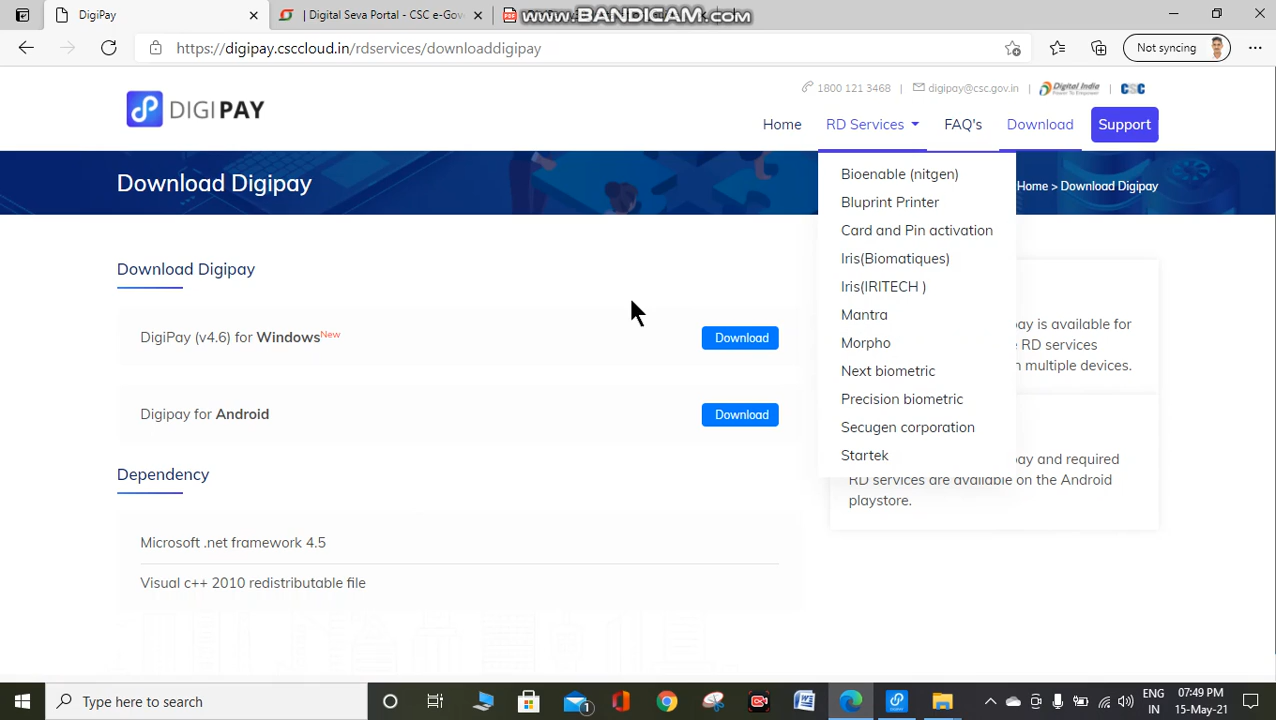 DigiPay
Digital Seva Portal - CSC e-Gov
www.BANDICAM.com
https://digipay.csccloud.in/rdservices/downloaddigipay
Not syncing
1800 121 3468 | digipay@csc.gov.in | Digital India | CSC
DIGIPAY
Home RD Services FAQ's Download Support
Download Digipay
Home > Download Digipay
Bioenable (nitgen)
Bluprint Printer
Card and Pin activation
Iris(Biomatiques)
Iris(IRITECH )
Mantra
Morpho
Next biometric
Precision biometric
Secugen corporation
Startek
Download Digipay
DigiPay (v4.6) for Windows New
Download
Digipay for Android
Download
Dependency
Microsoft .net framework 4.5
Visual c++ 2010 redistributable file
pay is available for
RD services
multiple devices.
pay and required
RD services are available on the Android
playstore.
Type here to search
1
ENG
IN
07:49 PM
15-May-21